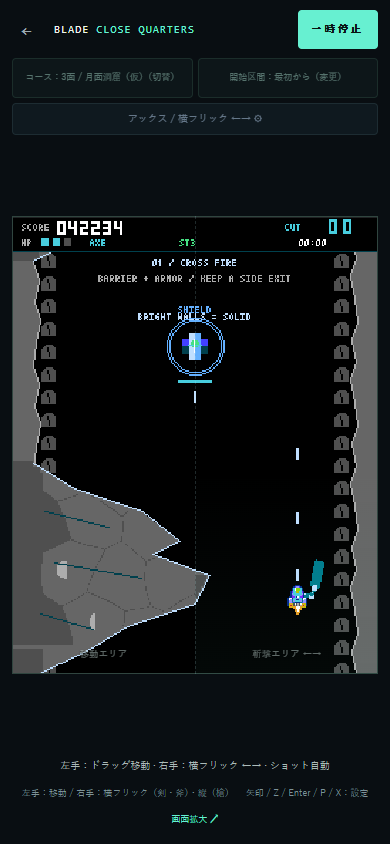 ← BLADE CLOSE QUARTERS 一時停止
コース：3面 / 月面洞窟（仮）（切替） 開始区間：最初から（変更）
アックス / 横フリック ←→ ⚙
SCORE 042234 CUT 00
HP AXE ST3 00:00
01 / CROSS FIRE
BARRIER + ARMOR / KEEP A SIDE EXIT
SHIELD
BRIGHT WALLS = SOLID
移動エリア 斬撃エリア ←→
左手：ドラッグ移動・右手：横フリック ←→・ショット自動
左手：移動 / 右手：横フリック（剣・斧）・縦（槍） 矢印 / Z / Enter / P / X：設定
画面拡大 ⤢